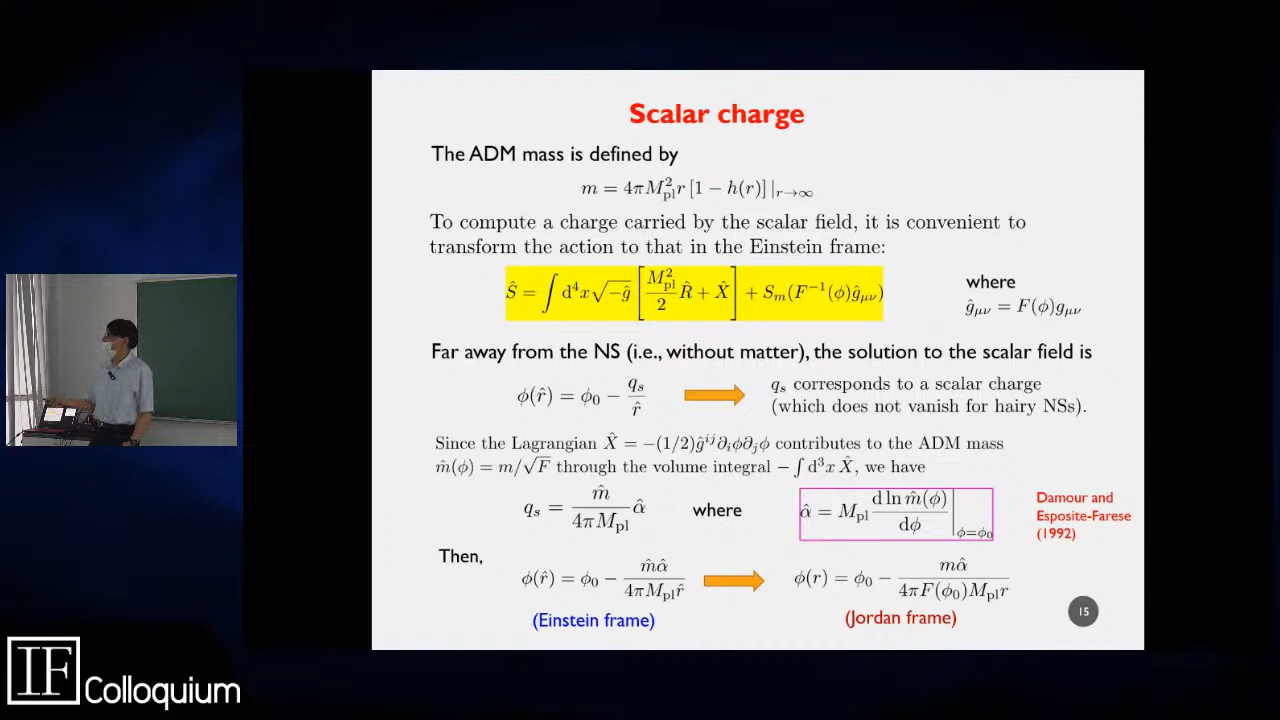 Scalar charge
The ADM mass is defined by
m = 4πM_pl^2 r [1 − h(r)] |_{r→∞}
To compute a charge carried by the scalar field, it is convenient to
transform the action to that in the Einstein frame:
Ŝ = ∫ d^4x √−ĝ [ M_pl^2/2 R̂ + X̂ ] + S_m(F^{−1}(ϕ)ĝ_{μν})
where
ĝ_{μν} = F(ϕ)g_{μν}
Far away from the NS (i.e., without matter), the solution to the scalar field is
ϕ(r̂) = ϕ_0 − q_s/r̂
q_s corresponds to a scalar charge
(which does not vanish for hairy NSs).
Since the Lagrangian X̂ = −(1/2)ĝ^{ij}∂_iϕ∂_jϕ contributes to the ADM mass
m̂(ϕ) = m/√F through the volume integral − ∫ d^3x X̂, we have
q_s = m̂/(4πM_pl) α̂ where α̂ = M_pl d ln m̂(ϕ)/dϕ |_{ϕ=ϕ_0}
Damour and
Esposite-Farese
(1992)
Then,
ϕ(r̂) = ϕ_0 − m̂α̂/(4πM_pl r̂)
ϕ(r) = ϕ_0 − mα̂/(4πF(ϕ_0)M_pl r)
(Einstein frame)
(Jordan frame)
15
IF
Colloquium